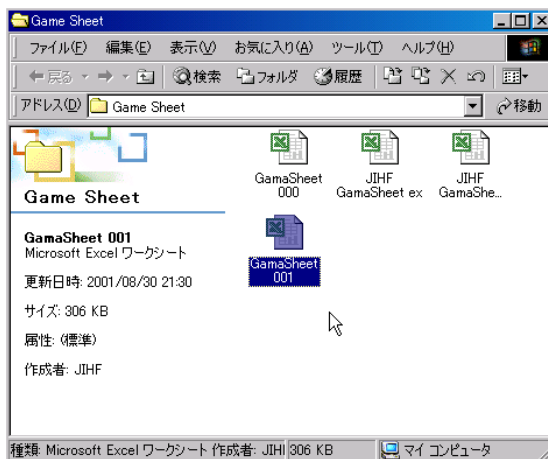 Game Sheet
ファイル(F) 編集(E) 表示(V) お気に入り(A) ツール(T) ヘルプ(H)
戻る 検索 フォルダ 履歴
アドレス(D) Game Sheet 移動
GamaSheet 000
JIHF GamaSheet ex
JIHF GamaShe...
Game Sheet
GamaSheet 001
Microsoft Excel ワークシート
更新日時: 2001/08/30 21:30
サイズ: 306 KB
属性: (標準)
作成者: JIHF
GamaSheet 001
種類: Microsoft Excel ワークシート 作成者: JIHI 306 KB マイ コンピュータ